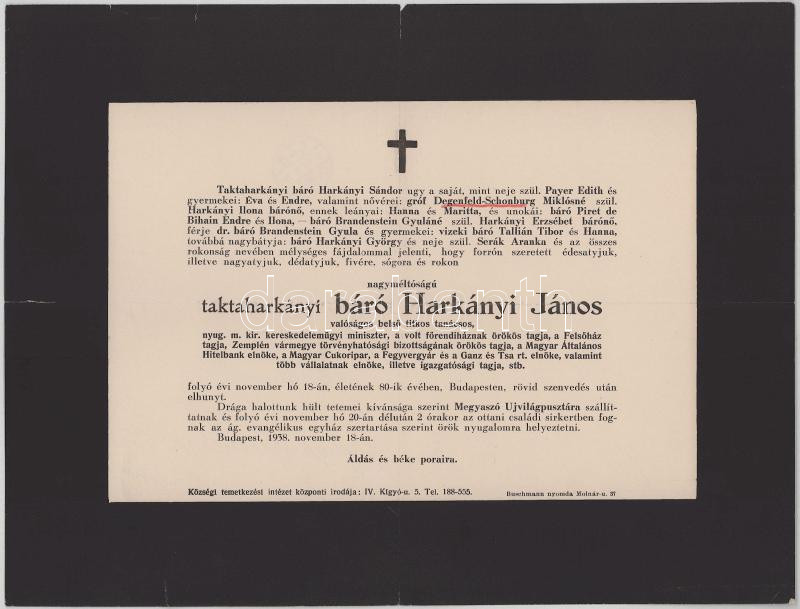 Taktaharkányi báró Harkányi Sándor ugy a saját, mint neje szül. Payer Edith és
gyermekei: Éva és Endre, valamint nővérei: gróf Degenfeld-Schonburg Miklósné szül.
Harkányi Ilona bárónő, ennek leányai: Hanna és Maritta, és unokái: báró Piret de
Bihain Endre és Ilona, — báró Brandenstein Gyuláné szül. Harkányi Erzsébet bárónő,
férje dr. báró Brandenstein Gyula és gyermekei: vizeki báró Tallián Tibor és Hanna,
továbbá nagybátyja: báró Harkányi György és neje szül. Serák Aranka és az összes
rokonság nevében mélységes fájdalommal jelenti, hogy forrón szeretett édesatyjuk,
illetve nagyatyjuk, dédatyjuk, fivére, sógora és rokon
nagyméltóságú
taktaharkányi báró Harkányi János
valóságos belső titkos tanácsos,
nyug. m. kir. kereskedelemügyi miniszter, a volt főrendiháznak örökös tagja, a Felsőház
tagja, Zemplén vármegye törvényhatósági bizottságának örökös tagja, a Magyar Általános
Hitelbank elnöke, a Magyar Cukoripar, a Fegyvergyár és a Ganz és Tsa rt. elnöke, valamint
több vállalatnak elnöke, illetve igazgatósági tagja, stb.
folyó évi november hó 18-án, életének 80-ik évében, Budapesten, rövid szenvedés után
elhunyt.
Drága halottunk hült tetemei kívánsága szerint Megyaszó Ujvilágpusztára szállít-
tatnak és folyó évi november hó 20-án délután 2 órakor az ottani családi sirkertben fog-
nak az ág. evangélikus egyház szertartása szerint örök nyugalomra helyeztetni.
Budapest, 1938. november 18-án.
Áldás és béke poraira.
Községi temetkezési intézet központi irodája: IV. Kigyó-u. 5. Tel. 188-555.
Buschmann nyomda Molnár-u. 37
darabanth